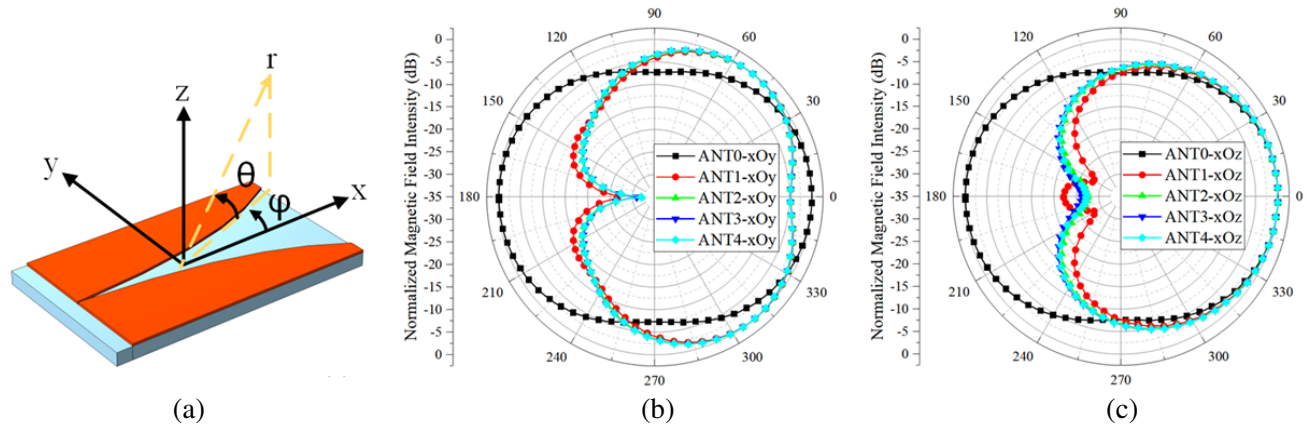 r
z
y
θ
x
φ
(a)
Normalized Magnetic Field Intensity (dB)
0
-5
-10
-15
-20
-25
-30
-35
-30
-25
-20
-15
-10
-5
0
90
120
60
150
30
180
0
210
330
240
300
270
ANT0-xOy
ANT1-xOy
ANT2-xOy
ANT3-xOy
ANT4-xOy
(b)
Normalized Magnetic Field Intensity (dB)
0
-5
-10
-15
-20
-25
-30
-35
-30
-25
-20
-15
-10
-5
0
90
120
60
150
30
180
0
210
330
240
300
270
ANT0-xOz
ANT1-xOz
ANT2-xOz
ANT3-xOz
ANT4-xOz
(c)